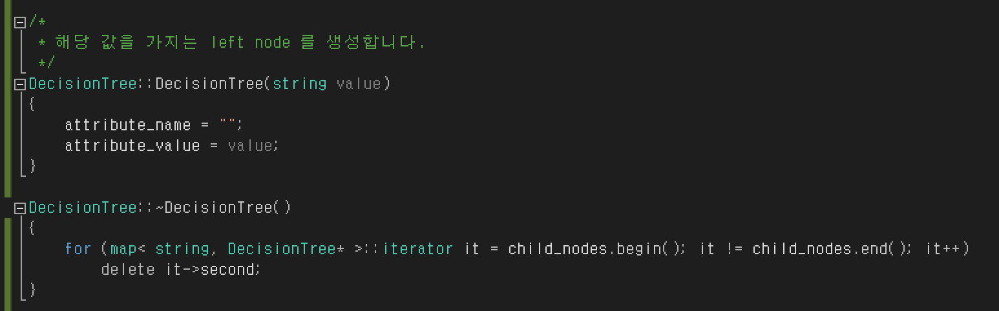 /*
* 해당 값을 가지는 left node 를 생성합니다.
*/
DecisionTree::DecisionTree(string value)
{
attribute_name = "";
attribute_value = value;
}
DecisionTree::~DecisionTree()
{
for (map< string, DecisionTree* >::iterator it = child_nodes.begin(); it != child_nodes.end(); it++)
delete it->second;
}